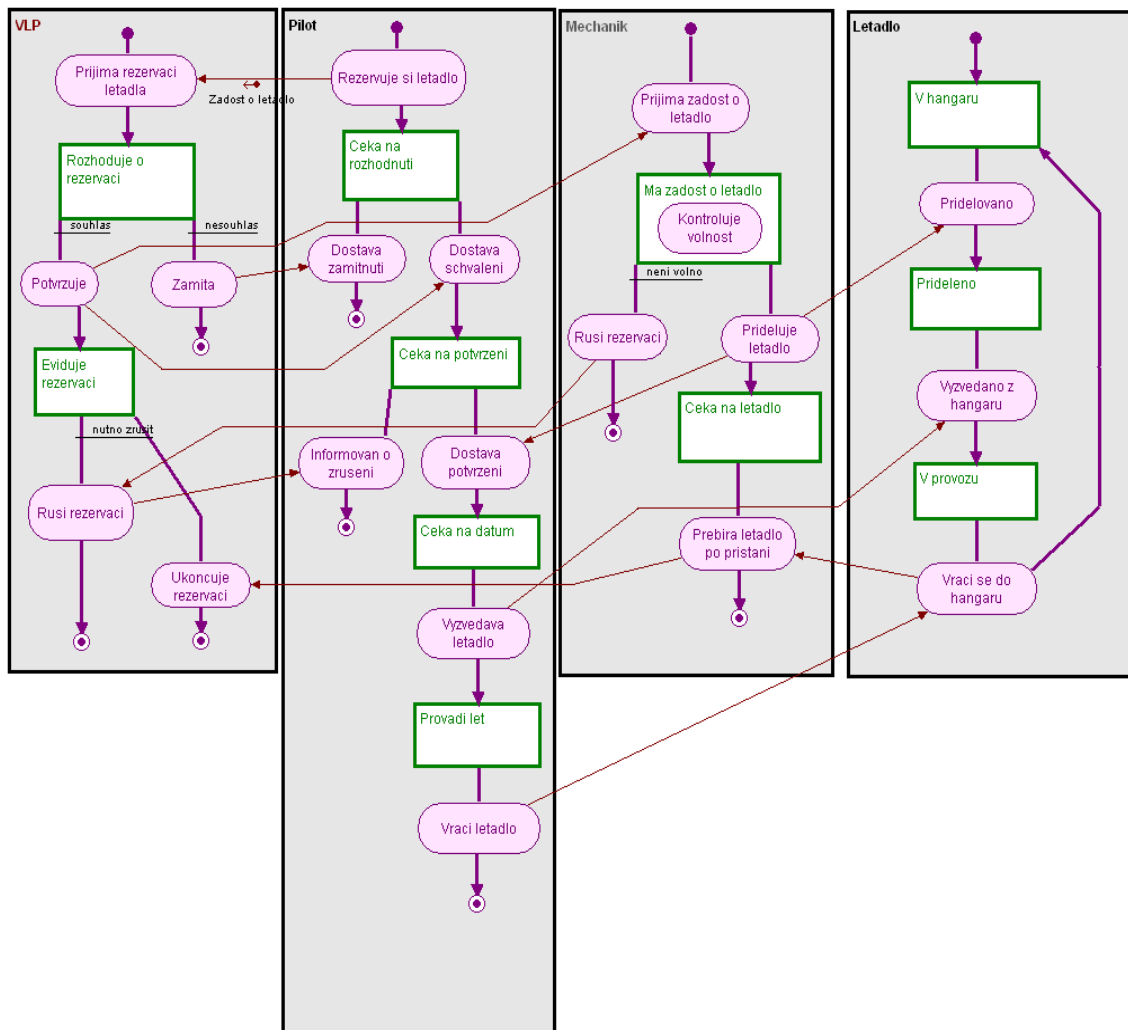 VLP
Prijima rezervaci
letadla
Rozhoduje o
rezervaci
souhlas
nesouhlas
Potvrzuje
Zamita
Eviduje
rezervaci
nutno zrusit
Rusi rezervaci
Ukoncuje
rezervaci
Zadost o letadlo
Pilot
Rezervuje si letadlo
Ceka na
rozhodnuti
Dostava
zamitnuti
Dostava
schvaleni
Ceka na potvrzeni
Informovan o
zruseni
Dostava
potvrzeni
Ceka na datum
Vyzvedava
letadlo
Provadi let
Vraci letadlo
Mechanik
Prijima zadost o
letadlo
Ma zadost o letadlo
Kontroluje
volnost
neni volno
Rusi rezervaci
Prideluje
letadlo
Ceka na letadlo
Prebira letadlo
po pristani
Letadlo
V hangaru
Pridelovano
Prideleno
Vyzvedano z
hangaru
V provozu
Vraci se do
hangaru